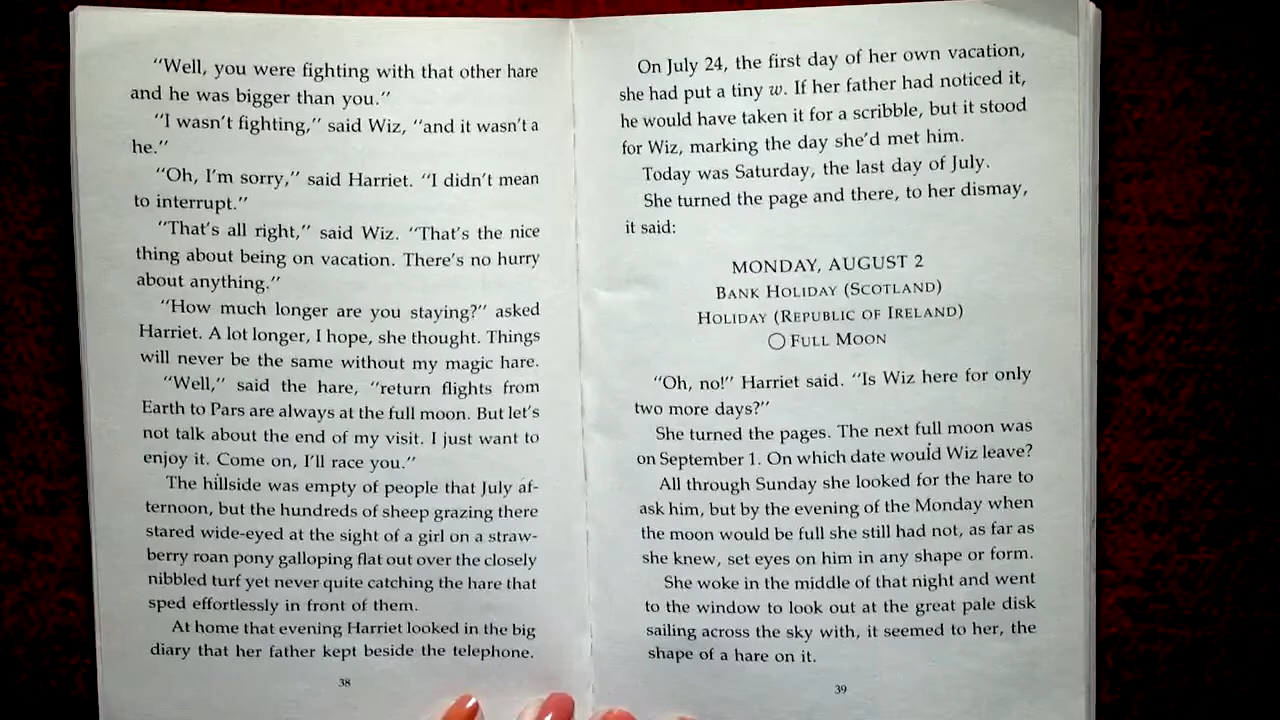 "Well, you were fighting with that other hare
and he was bigger than you."
"I wasn't fighting," said Wiz, "and it wasn't a
he."
"Oh, I'm sorry," said Harriet. "I didn't mean
to interrupt."
"That's all right," said Wiz. "That's the nice
thing about being on vacation. There's no hurry
about anything."
"How much longer are you staying?" asked
Harriet. A lot longer, I hope, she thought. Things
will never be the same without my magic hare.
"Well," said the hare, "return flights from
Earth to Pars are always at the full moon. But let's
not talk about the end of my visit. I just want to
enjoy it. Come on, I'll race you."
The hillside was empty of people that July af-
ternoon, but the hundreds of sheep grazing there
stared wide-eyed at the sight of a girl on a straw-
berry roan pony galloping flat out over the closely
nibbled turf yet never quite catching the hare that
sped effortlessly in front of them.
At home that evening Harriet looked in the big
diary that her father kept beside the telephone.
38
On July 24, the first day of her own vacation,
she had put a tiny w. If her father had noticed it,
he would have taken it for a scribble, but it stood
for Wiz, marking the day she'd met him.
Today was Saturday, the last day of July.
She turned the page and there, to her dismay,
it said:
MONDAY, AUGUST 2
BANK HOLIDAY (SCOTLAND)
HOLIDAY (REPUBLIC OF IRELAND)
○ FULL MOON
"Oh, no!" Harriet said. "Is Wiz here for only
two more days?"
She turned the pages. The next full moon was
on September 1. On which date would Wiz leave?
All through Sunday she looked for the hare to
ask him, but by the evening of the Monday when
the moon would be full she still had not, as far as
she knew, set eyes on him in any shape or form.
She woke in the middle of that night and went
to the window to look out at the great pale disk
sailing across the sky with, it seemed to her, the
shape of a hare on it.
39